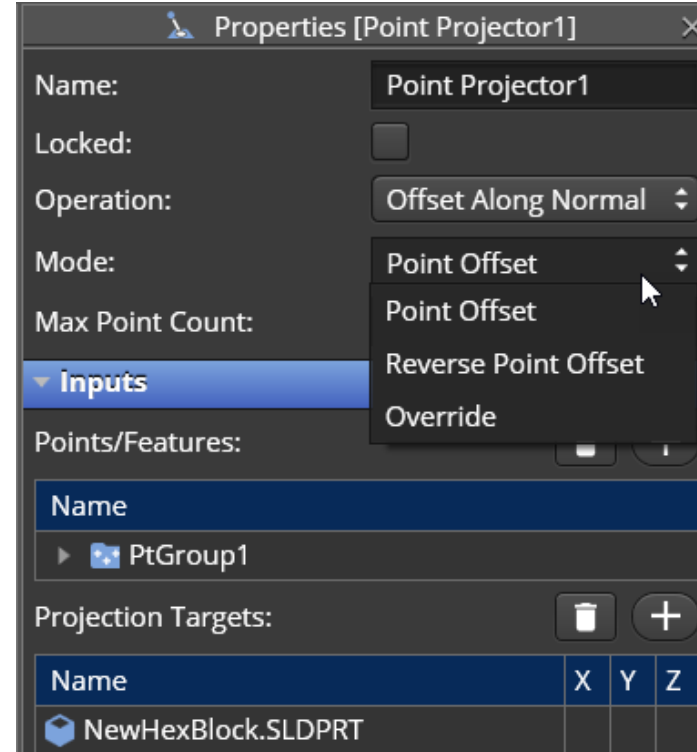 Properties [Point Projector1]
Name: Point Projector1
Locked:
Operation: Offset Along Normal
Mode: Point Offset
Point Offset
Max Point Count:
Reverse Point Offset
Inputs
Override
Points/Features:
Name
PtGroup1
Projection Targets:
Name X Y Z
NewHexBlock.SLDPRT